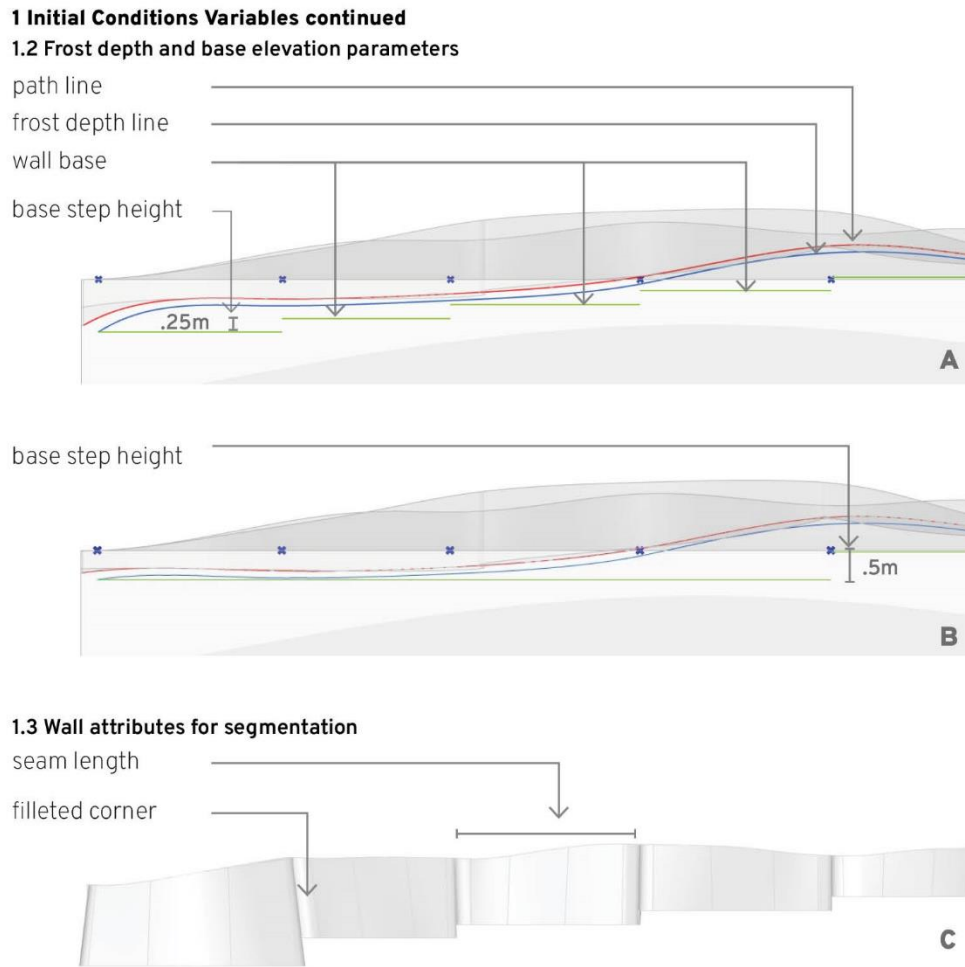 1 Initial Conditions Variables continued
1.2 Frost depth and base elevation parameters
path line
frost depth line
wall base
base step height
.25m
A
base step height
.5m
B
1.3 Wall attributes for segmentation
seam length
filleted corner
C